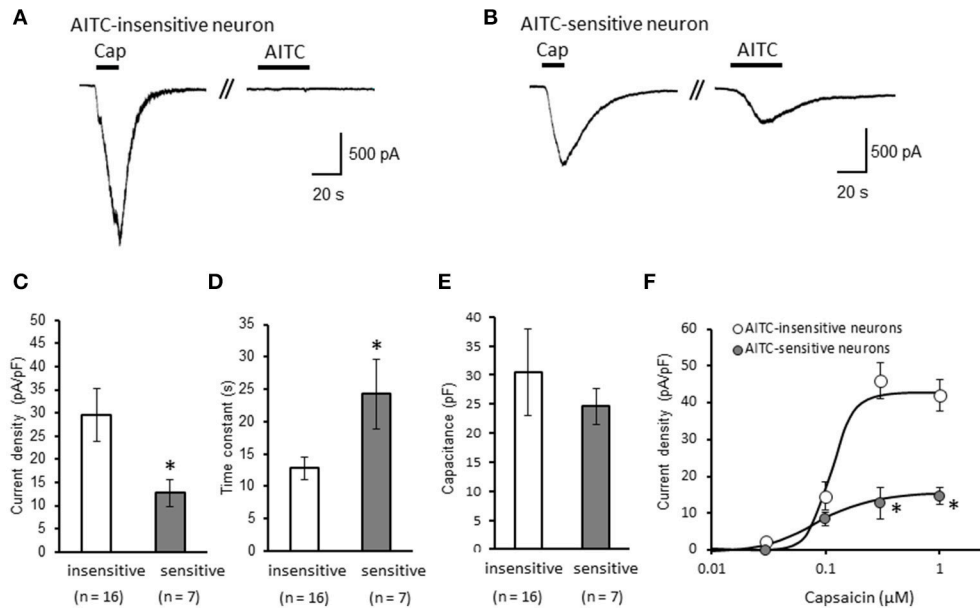 A
AITC-insensitive neuron
Cap
AITC
500 pA
20 s
B
AITC-sensitive neuron
Cap
AITC
500 pA
20 s
C
Current density (pA/pF)
50
45
40
35
30
25
20
15
10
5
0
*
insensitive sensitive
(n = 16) (n = 7)
D
Time constant (s)
35
30
25
20
15
10
5
0
*
insensitive sensitive
(n = 16) (n = 7)
E
Capacitance (pF)
40
35
30
25
20
15
10
5
0
insensitive sensitive
(n = 16) (n = 7)
F
Current density (pA/pF)
60
50
40
30
20
10
0
AITC-insensitive neurons
AITC-sensitive neurons
*
*
0.01 0.1 1
Capsaicin (μM)